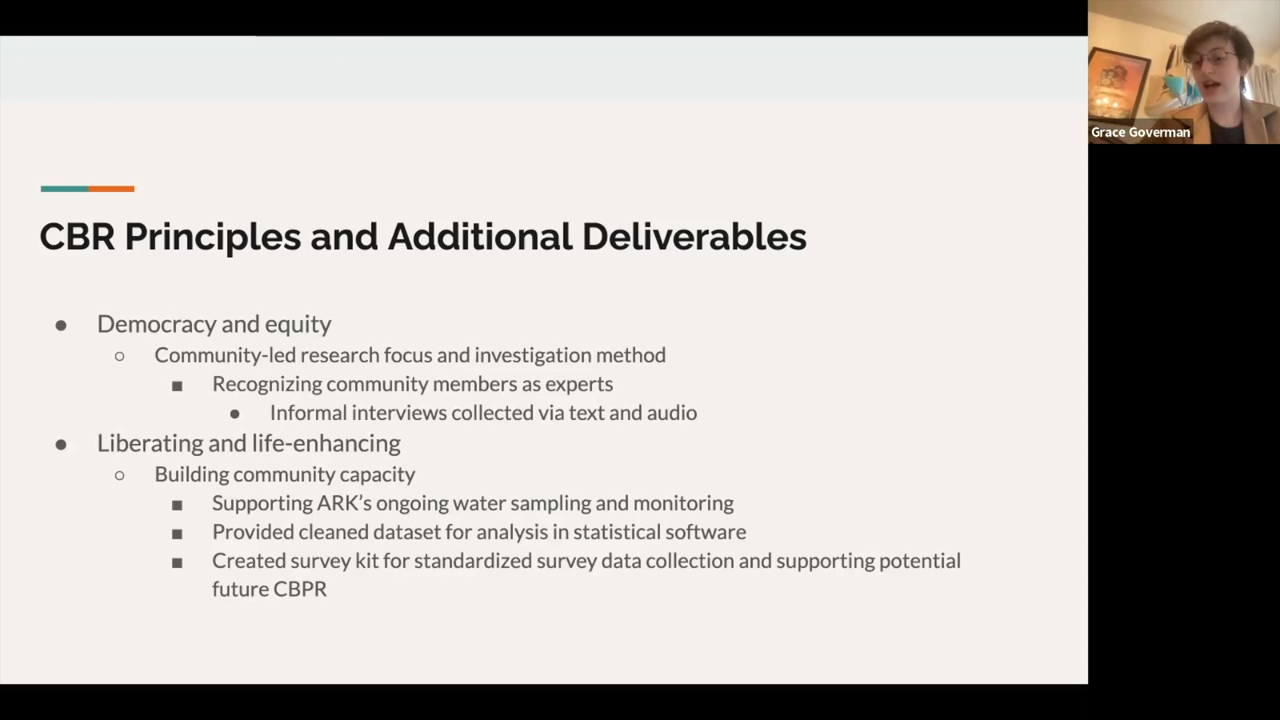 Grace Goverman
CBR Principles and Additional Deliverables
● Democracy and equity
○ Community-led research focus and investigation method
■ Recognizing community members as experts
● Informal interviews collected via text and audio
● Liberating and life-enhancing
○ Building community capacity
■ Supporting ARK’s ongoing water sampling and monitoring
■ Provided cleaned dataset for analysis in statistical software
■ Created survey kit for standardized survey data collection and supporting potential
future CBPR